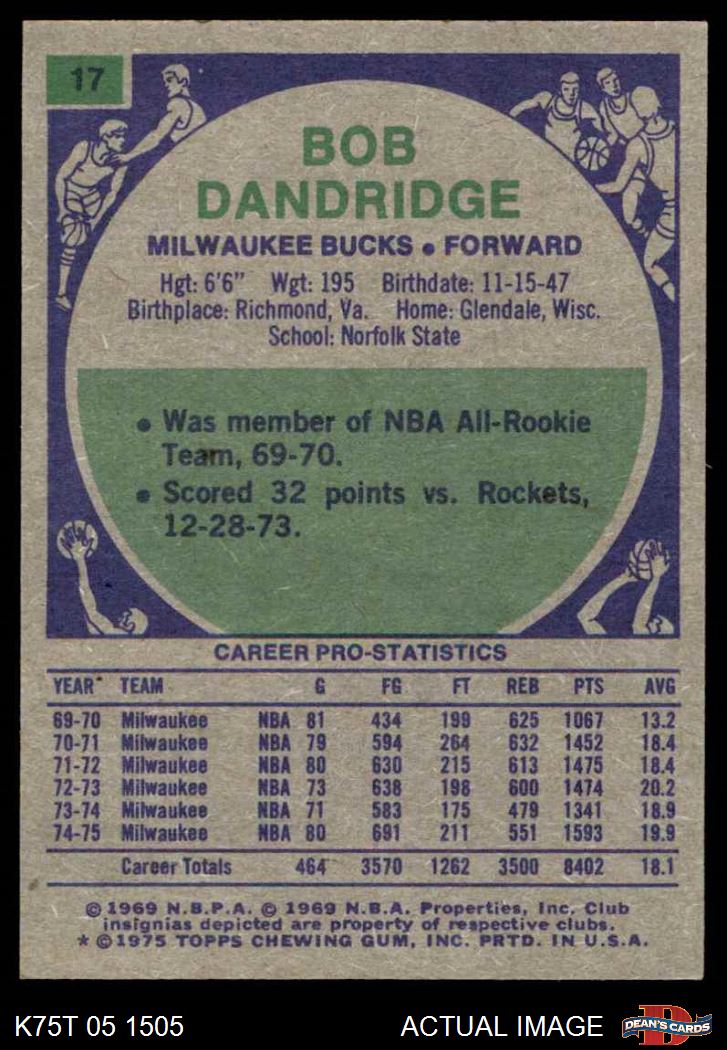 17
BOB
DANDRIDGE
MILWAUKEE BUCKS • FORWARD
Hgt: 6'6" Wgt: 195 Birthdate: 11-15-47
Birthplace: Richmond, Va. Home: Glendale, Wisc.
School: Norfolk State
• Was member of NBA All-Rookie
Team, 69-70.
• Scored 32 points vs. Rockets,
12-28-73.
CAREER PRO-STATISTICS
YEAR TEAM G FG FT REB PTS AVG
69-70 Milwaukee NBA 81 434 199 625 1067 13.2
70-71 Milwaukee NBA 79 594 264 632 1452 18.4
71-72 Milwaukee NBA 80 630 215 613 1475 18.4
72-73 Milwaukee NBA 73 638 198 600 1474 20.2
73-74 Milwaukee NBA 71 583 175 479 1341 18.9
74-75 Milwaukee NBA 80 691 211 551 1593 19.9
Career Totals 464 3570 1262 3500 8402 18.1
© 1969 N.B.P.A. © 1969 N.B.A. Properties, Inc. Club
insignias depicted are property of respective clubs.
* © 1975 TOPPS CHEWING GUM, INC. PRTD. IN U.S.A.
K75T 05 1505 ACTUAL IMAGE
D
DEAN'S CARDS